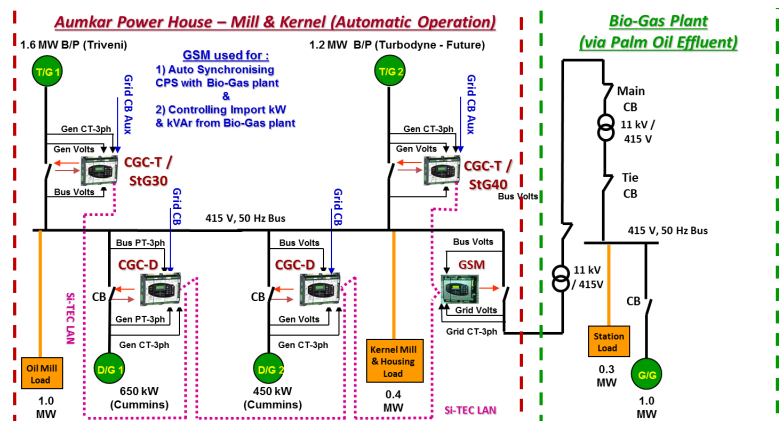 Aumkar Power House – Mill & Kernel (Automatic Operation)
Bio-Gas Plant
(via Palm Oil Effluent)
1.6 MW B/P (Triveni)
GSM used for :
1) Auto Synchronising
CPS with Bio-Gas plant
&
2) Controlling Import kW
& kVAr from Bio-Gas plant
1.2 MW B/P (Turbodyne - Future)
T/G 1
T/G 2
Grid CB Aux
Grid CB Aux
Gen CT-3ph
Gen Volts
Bus Volts
CGC-T /
StG30
Gen CT-3ph
Gen Volts
Bus Volts
CGC-T /
StG40
Bus Volts
Main
CB
11 kV /
415 V
Tie
CB
415 V, 50 Hz Bus
415 V, 50 Hz Bus
Grid CB
Grid CB
Bus PT-3ph
CGC-D
CB
Gen PT-3ph
Gen CT-3ph
Bus Volts
CGC-D
CB
Gen Volts
Gen CT-3ph
Bus Volts
GSM
Grid Volts
Grid CT-3ph
11 kV
/ 415V
CB
Si-TEC LAN
Oil Mill
Load
1.0
MW
D/G 1
650 kW
(Cummins)
D/G 2
450 kW
(Cummins)
Kernel Mill
& Housing
Load
0.4
MW
Si-TEC LAN
Station
Load
0.3
MW
G/G
1.0
MW